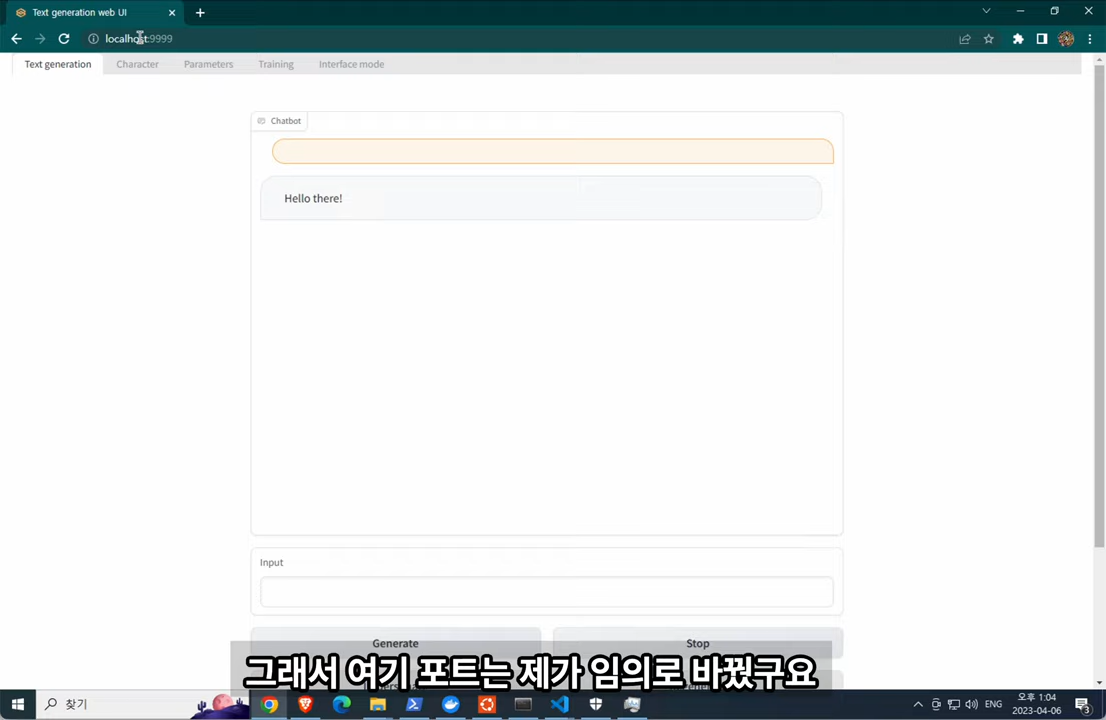 Text generation web UI
localhost:9999
Text generation
Character
Parameters
Training
Interface mode
Chatbot
Hello there!
Input
Generate
Stop
그래서 여기 포트는 제가 임의로 바꿨구요
찾기
ENG
오후 1:04
2023-04-06
3